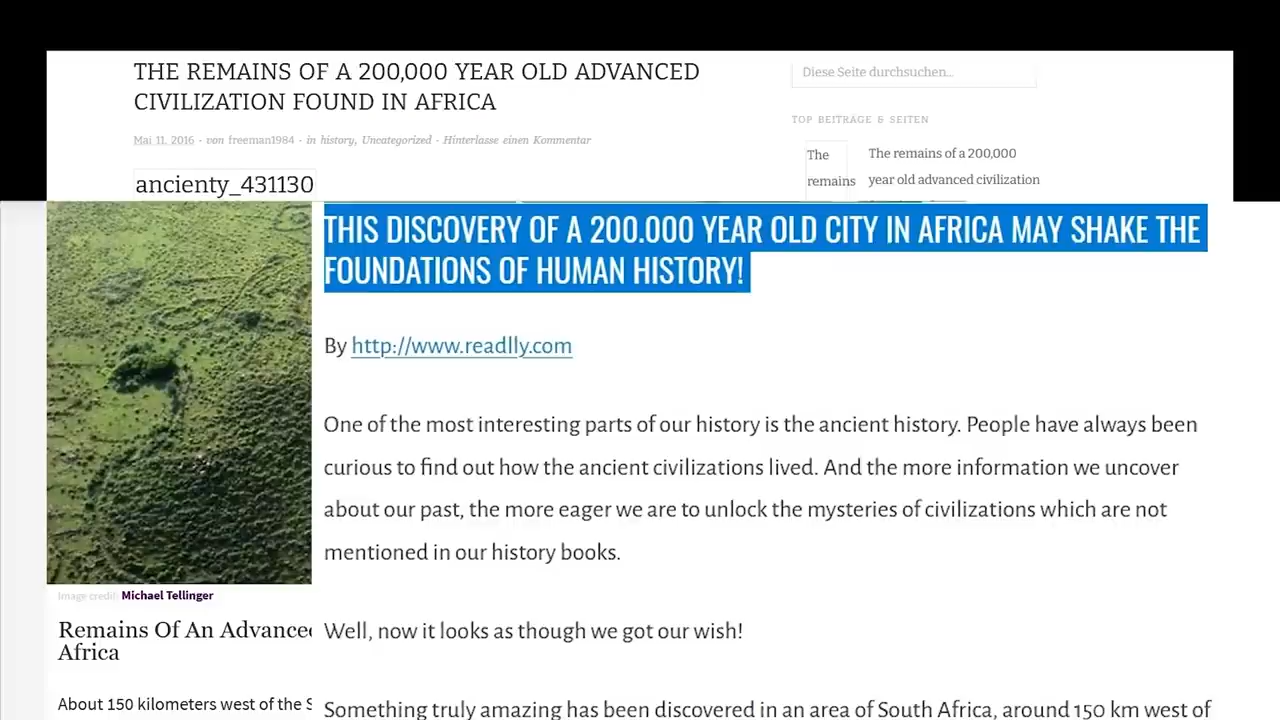 THE REMAINS OF A 200,000 YEAR OLD ADVANCED
CIVILIZATION FOUND IN AFRICA
Mai 11, 2016 · von freeman1984 · in history, Uncategorized · Hinterlasse einen Kommentar
ancienty_431130
Diese Seite durchsuchen...
TOP BEITRÄGE & SEITEN
The
remains
The remains of a 200,000
year old advanced civilization
THIS DISCOVERY OF A 200.000 YEAR OLD CITY IN AFRICA MAY SHAKE THE
FOUNDATIONS OF HUMAN HISTORY!
By http://www.readlly.com
One of the most interesting parts of our history is the ancient history. People have always been
curious to find out how the ancient civilizations lived. And the more information we uncover
about our past, the more eager we are to unlock the mysteries of civilizations which are not
mentioned in our history books.
Well, now it looks as though we got our wish!
Something truly amazing has been discovered in an area of South Africa, around 150 km west of
Image credit: Michael Tellinger
Remains Of An Advanced
Africa
About 150 kilometers west of the S